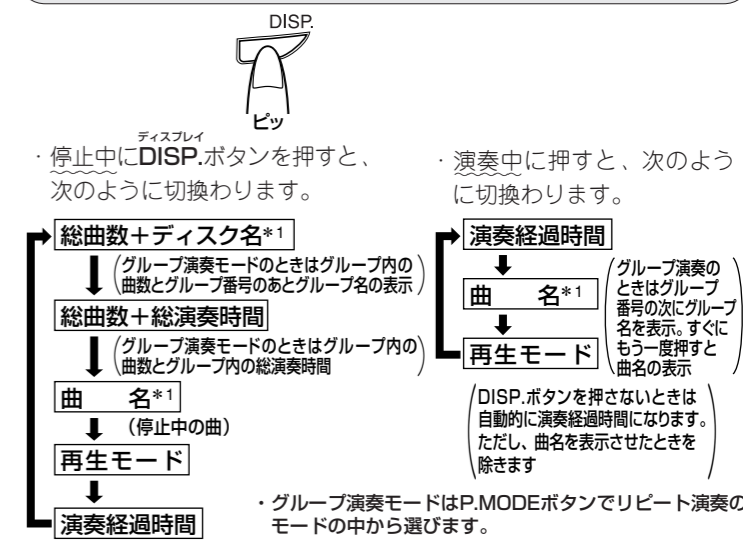 DISP.
ピッ
ディスプレイ
・停止中にDISP.ボタンを押すと、
次のように切換わります。
総曲数＋ディスク名*1
(グループ演奏モードのときはグループ内の
曲数とグループ番号のあとグループ名の表示)
総曲数＋総演奏時間
(グループ演奏モードのときはグループ内の
曲数とグループ内の総演奏時間)
曲　名*1
(停止中の曲)
再生モード
演奏経過時間
・演奏中に押すと、次のよう
に切換わります。
演奏経過時間
曲　名*1
再生モード
(グループ演奏の
ときはグループ
番号の次にグループ
名を表示。すぐに
もう一度押すと
曲名の表示)
(DISP.ボタンを押さないときは
自動的に演奏経過時間になります。
ただし、曲名を表示させたときを
除きます)
・グループ演奏モードはP.MODEボタンでリピート演奏の
モードの中から選びます。